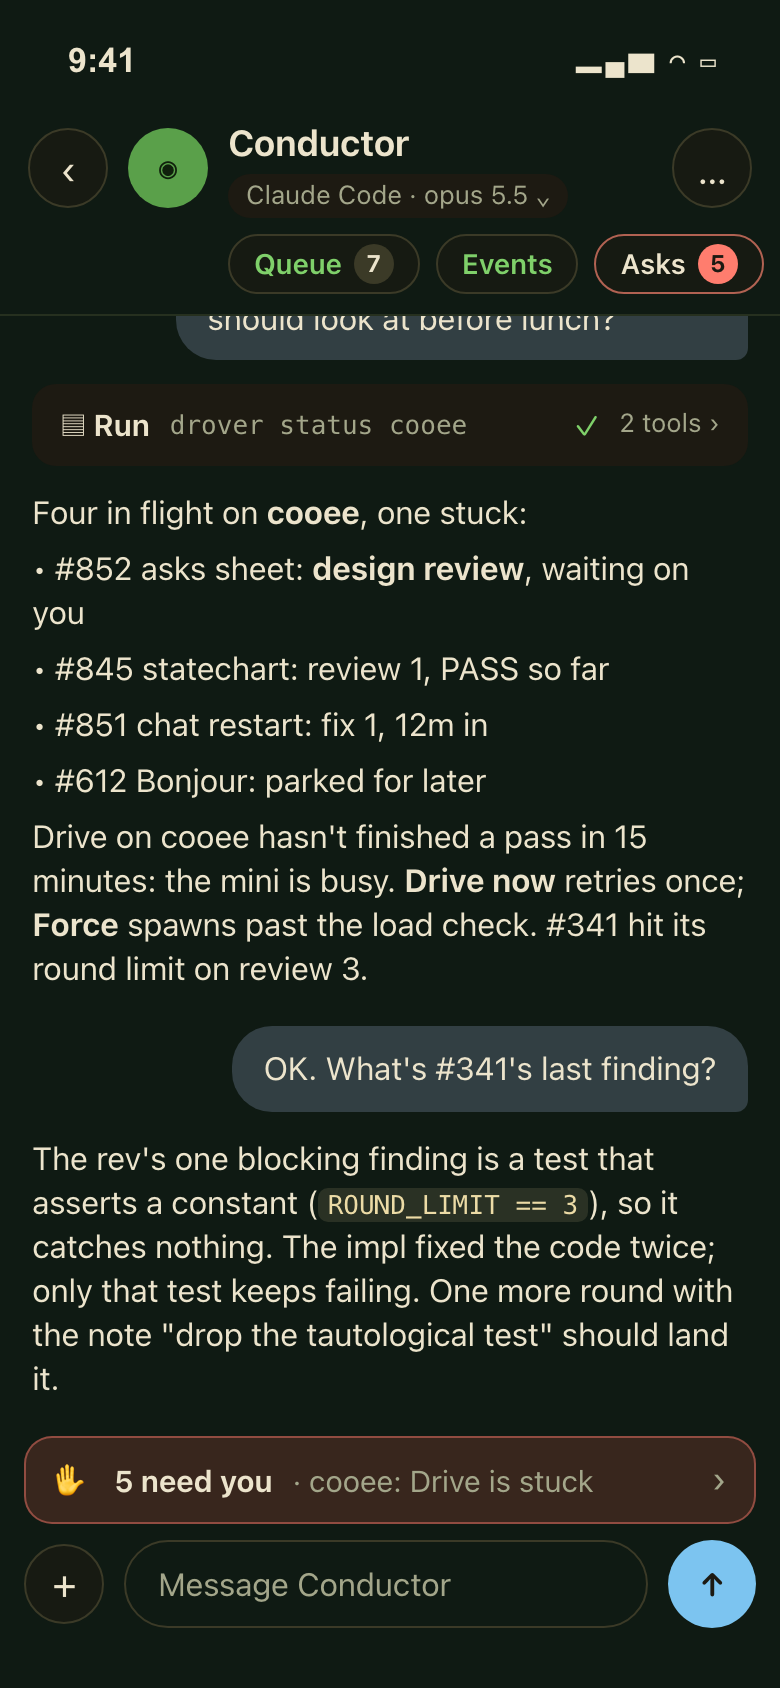 9:41
Conductor
Claude Code · opus 5.5
Queue 7
Events
Asks 5
should look at before lunch?
Run drover status cooee ✓ 2 tools ›
Four in flight on cooee, one stuck:
• #852 asks sheet: design review, waiting on
you
• #845 statechart: review 1, PASS so far
• #851 chat restart: fix 1, 12m in
• #612 Bonjour: parked for later
Drive on cooee hasn't finished a pass in 15
minutes: the mini is busy. Drive now retries once;
Force spawns past the load check. #341 hit its
round limit on review 3.
OK. What's #341's last finding?
The rev's one blocking finding is a test that
asserts a constant (ROUND_LIMIT == 3), so it
catches nothing. The impl fixed the code twice;
only that test keeps failing. One more round with
the note "drop the tautological test" should land
it.
5 need you · cooee: Drive is stuck ›
Message Conductor